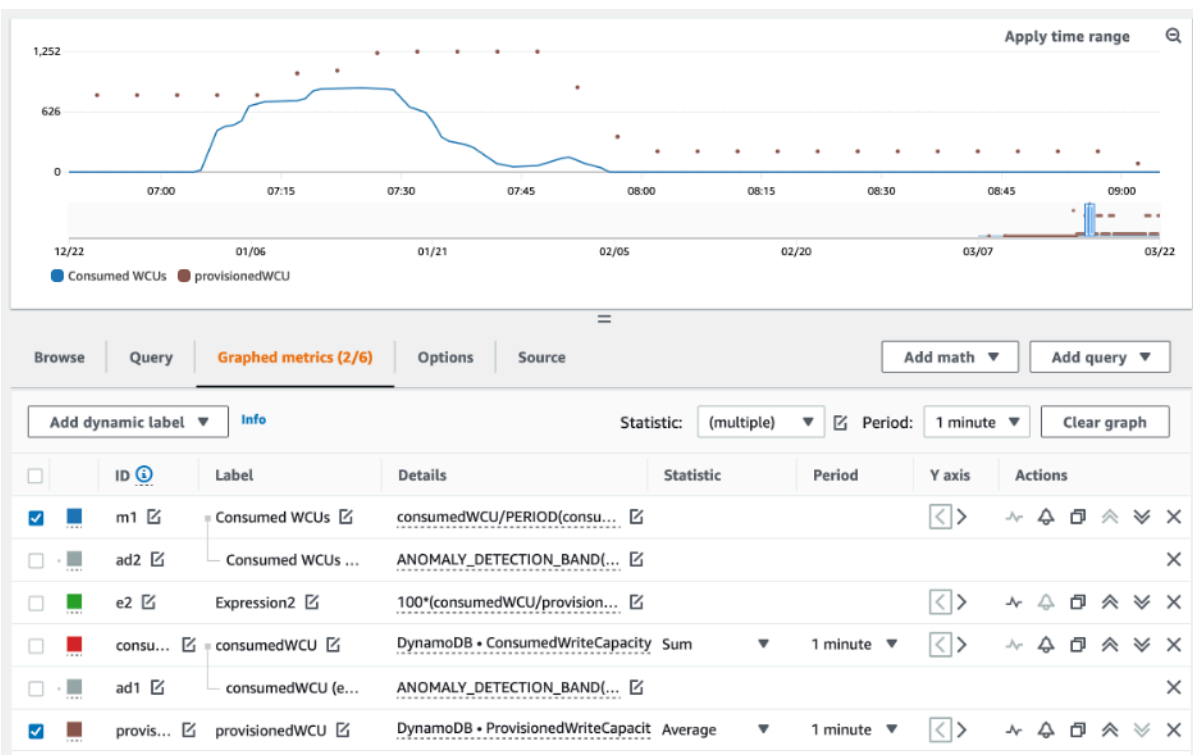 Apply time range
1,252
626
0
07:00 07:15 07:30 07:45 08:00 08:15 08:30 08:45 09:00
12/22 01/06 01/21 02/05 02/20 03/07 03/22
Consumed WCUs provisionedWCU
=
Browse Query Graphed metrics (2/6) Options Source Add math ▼ Add query ▼
Add dynamic label ▼ Info Statistic: (multiple) ▼ Period: 1 minute ▼ Clear graph
ID Label Details Statistic Period Y axis Actions
m1 Consumed WCUs consumedWCU/PERIOD(consu... < >
ad2 Consumed WCUs ... ANOMALY_DETECTION_BAND(...
e2 Expression2 100*(consumedWCU/provision... < >
consu... consumedWCU DynamoDB • ConsumedWriteCapacity Sum ▼ 1 minute ▼ < >
ad1 consumedWCU (e... ANOMALY_DETECTION_BAND(...
provis... provisionedWCU DynamoDB • ProvisionedWriteCapacit Average ▼ 1 minute ▼ < >